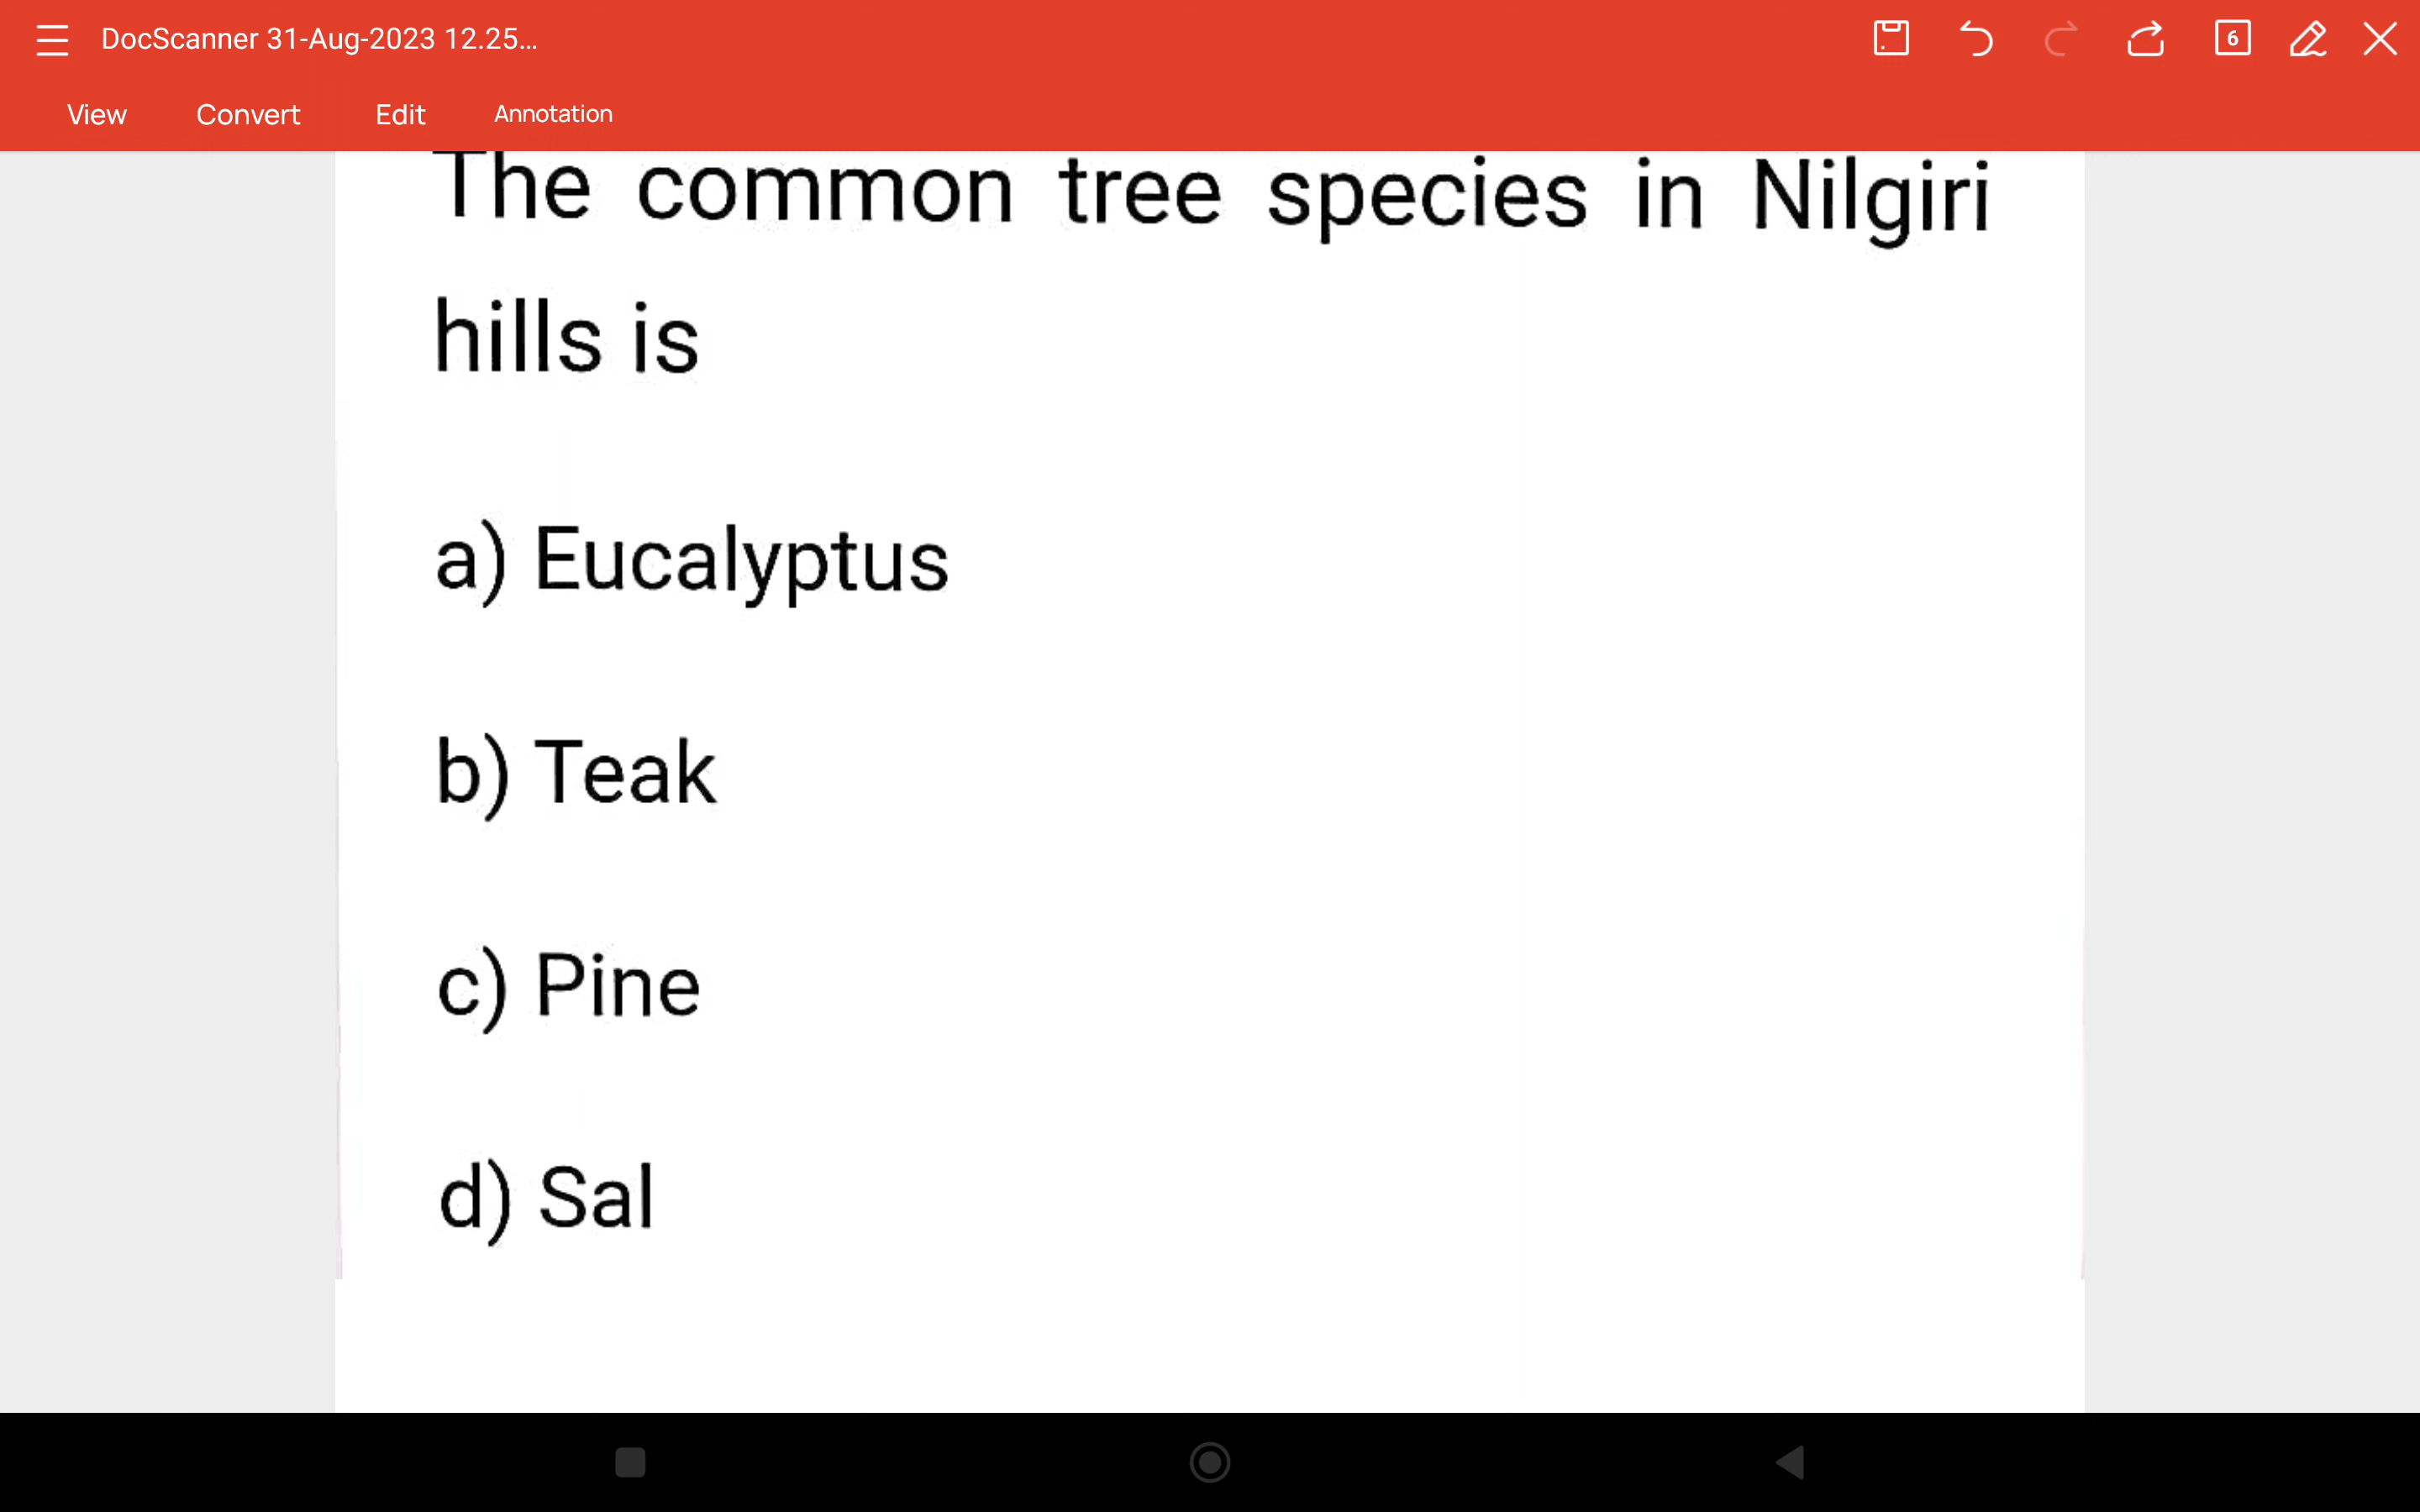 DocScanner 31-Aug-2023 12.25...
6
View Convert Edit Annotation
The common tree species in Nilgiri
hills is
a) Eucalyptus
b) Teak
c) Pine
d) Sal